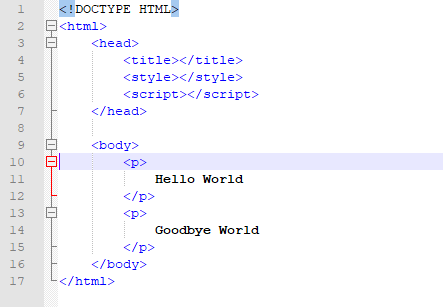 1 <!DOCTYPE HTML>
2 <html>
3 <head>
4 <title></title>
5 <style></style>
6 <script></script>
7 </head>
8
9 <body>
10 <p>
11 Hello World
12 </p>
13 <p>
14 Goodbye World
15 </p>
16 </body>
17 </html>